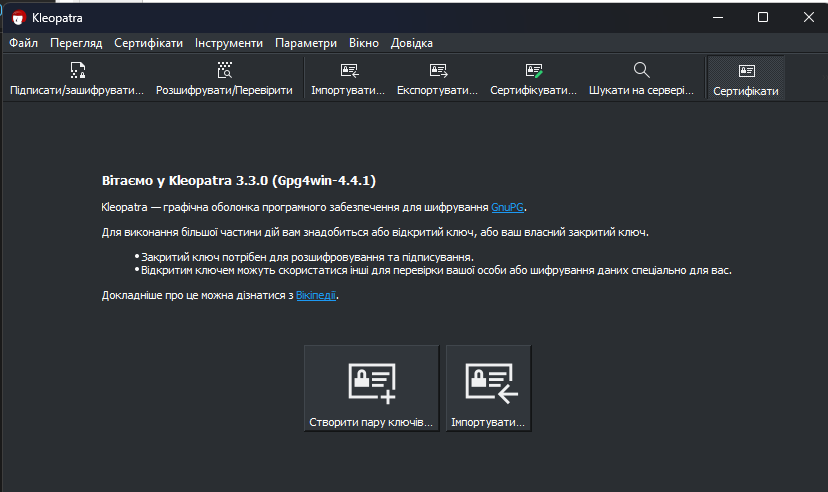 Kleopatra
Файл Перегляд Сертифікати Інструменти Параметри Вікно Довідка
Підписати/зашифрувати... Розшифрувати/Перевірити Імпортувати... Експортувати... Сертифікувати... Шукати на сервері... Сертифікати
Вітаємо у Kleopatra 3.3.0 (Gpg4win-4.4.1)
Kleopatra — графічна оболонка програмного забезпечення для шифрування GnuPG.
Для виконання більшої частини дій вам знадобиться або відкритий ключ, або ваш власний закритий ключ.
•Закритий ключ потрібен для розшифровування та підписування.
•Відкритим ключем можуть скористатися інші для перевірки вашої особи або шифрування даних спеціально для вас.
Докладніше про це можна дізнатися з Вікіпедії.
Створити пару ключів... Імпортувати...